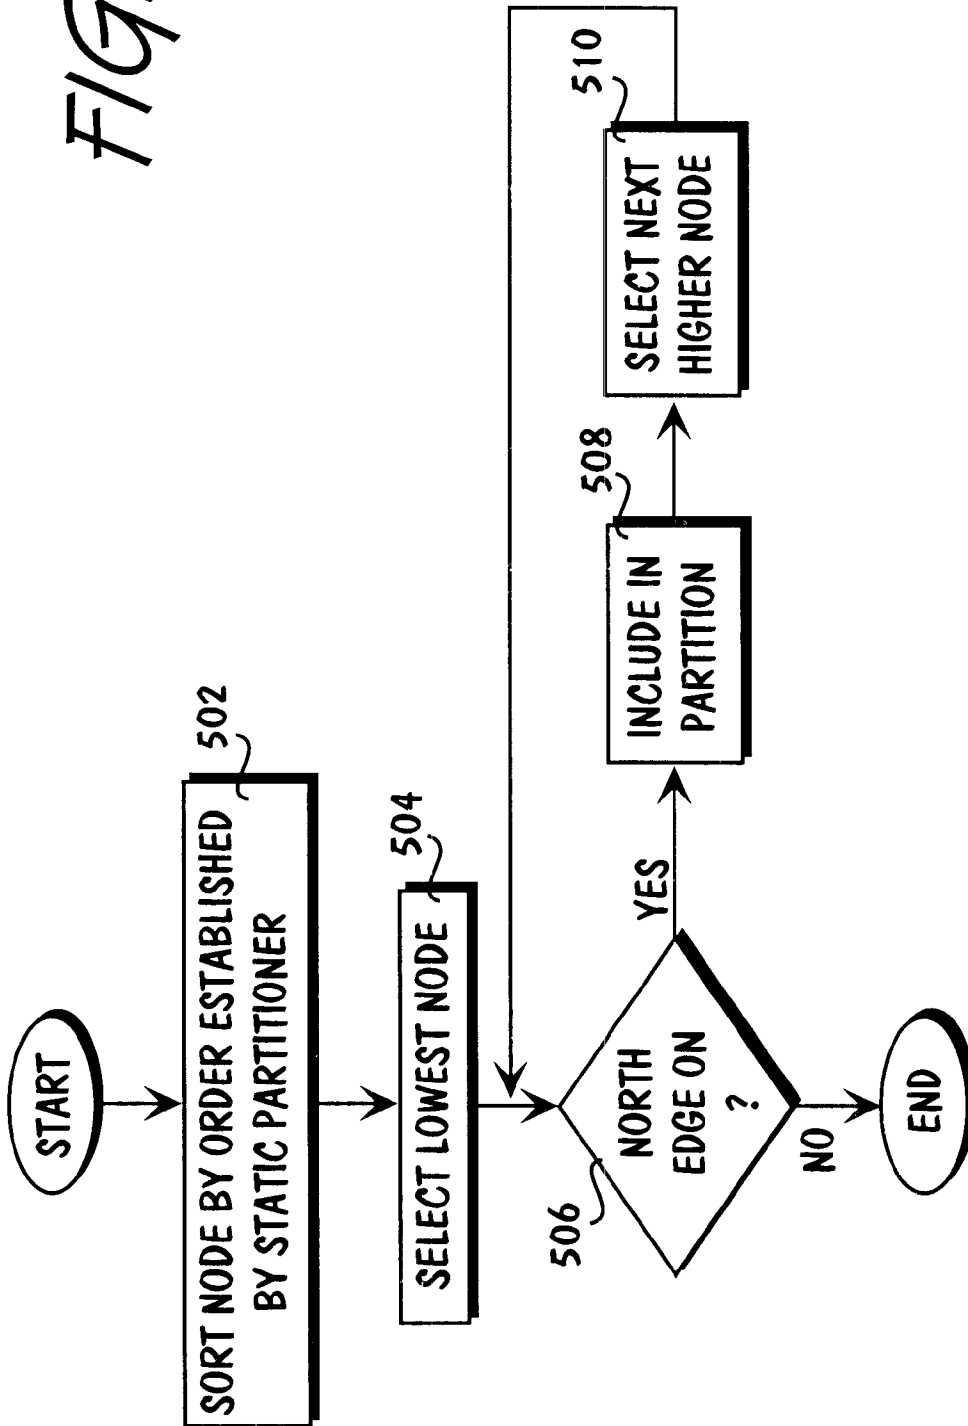 FIG.
START
502
SORT NODE BY ORDER ESTABLISHED
BY STATIC PARTITIONER
504
SELECT LOWEST NODE
506
NORTH
EDGE ON
?
YES
NO
508
INCLUDE IN
PARTITION
510
SELECT NEXT
HIGHER NODE
END